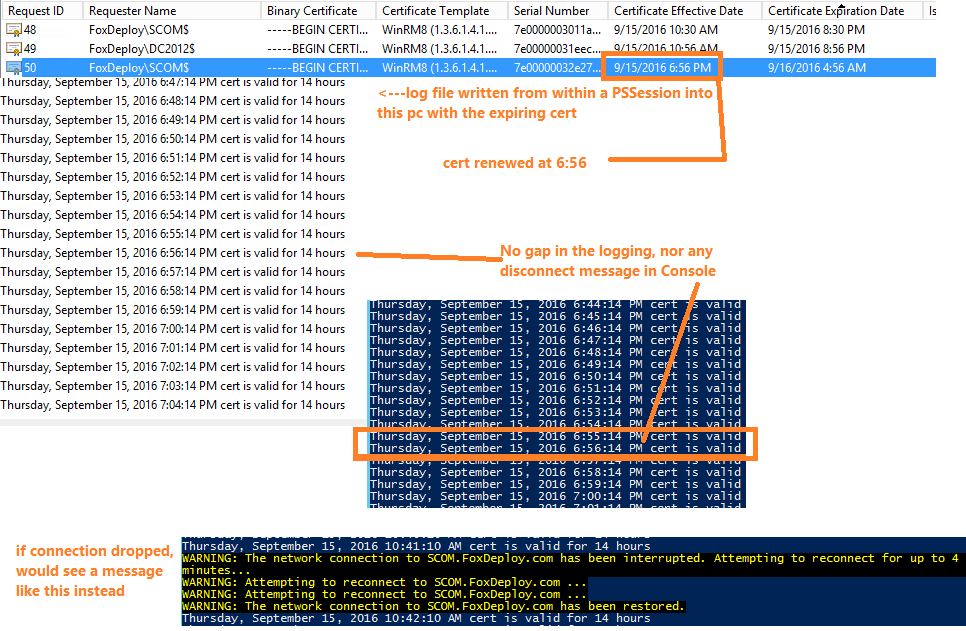 Request ID Requester Name Binary Certificate Certificate Template Serial Number Certificate Effective Date Certificate Expiration Date Is
48 FoxDeploy\SCOM$ -----BEGIN CERTI... WinRM8 (1.3.6.1.4.1.... 7e0000003011a... 9/15/2016 10:30 AM 9/15/2016 8:30 PM
49 FoxDeploy\DC2012$ -----BEGIN CERTI... WinRM8 (1.3.6.1.4.1.... 7e00000031eec... 9/15/2016 10:56 AM 9/15/2016 8:56 PM
50 FoxDeploy\SCOM$ -----BEGIN CERTI... WinRM8 (1.3.6.1.4.1.... 7e00000032e27... 9/15/2016 6:56 PM 9/16/2016 4:56 AM
Thursday, September 15, 2016 6:47:14 PM cert is valid for 14 hours
Thursday, September 15, 2016 6:48:14 PM cert is valid for 14 hours
Thursday, September 15, 2016 6:49:14 PM cert is valid for 14 hours
Thursday, September 15, 2016 6:50:14 PM cert is valid for 14 hours
Thursday, September 15, 2016 6:51:14 PM cert is valid for 14 hours
Thursday, September 15, 2016 6:52:14 PM cert is valid for 14 hours
Thursday, September 15, 2016 6:53:14 PM cert is valid for 14 hours
Thursday, September 15, 2016 6:54:14 PM cert is valid for 14 hours
Thursday, September 15, 2016 6:55:14 PM cert is valid for 14 hours
Thursday, September 15, 2016 6:56:14 PM cert is valid for 14 hours
Thursday, September 15, 2016 6:57:14 PM cert is valid for 14 hours
Thursday, September 15, 2016 6:58:14 PM cert is valid for 14 hours
Thursday, September 15, 2016 6:59:14 PM cert is valid for 14 hours
Thursday, September 15, 2016 7:00:14 PM cert is valid for 14 hours
Thursday, September 15, 2016 7:01:14 PM cert is valid for 14 hours
Thursday, September 15, 2016 7:02:14 PM cert is valid for 14 hours
Thursday, September 15, 2016 7:03:14 PM cert is valid for 14 hours
Thursday, September 15, 2016 7:04:14 PM cert is valid for 14 hours
<---log file written from within a PSSession into
this pc with the expiring cert
cert renewed at 6:56
No gap in the logging, nor any
disconnect message in Console
Thursday, September 15, 2016 6:44:14 PM cert is valid
Thursday, September 15, 2016 6:45:14 PM cert is valid
Thursday, September 15, 2016 6:46:14 PM cert is valid
Thursday, September 15, 2016 6:47:14 PM cert is valid
Thursday, September 15, 2016 6:48:14 PM cert is valid
Thursday, September 15, 2016 6:49:14 PM cert is valid
Thursday, September 15, 2016 6:50:14 PM cert is valid
Thursday, September 15, 2016 6:51:14 PM cert is valid
Thursday, September 15, 2016 6:52:14 PM cert is valid
Thursday, September 15, 2016 6:53:14 PM cert is valid
Thursday, September 15, 2016 6:54:14 PM cert is valid
Thursday, September 15, 2016 6:55:14 PM cert is valid
Thursday, September 15, 2016 6:56:14 PM cert is valid
Thursday, September 15, 2016 6:57:14 PM cert is valid
Thursday, September 15, 2016 6:58:14 PM cert is valid
Thursday, September 15, 2016 6:59:14 PM cert is valid
Thursday, September 15, 2016 7:00:14 PM cert is valid
Thursday, September 15, 2016 7:01:14 PM cert is valid
if connection dropped,
would see a message
like this instead
Thursday, September 15, 2016 10:41:10 AM cert is valid for 14 hours
WARNING: The network connection to SCOM.FoxDeploy.com has been interrupted. Attempting to reconnect for up to 4
minutes...
WARNING: Attempting to reconnect to SCOM.FoxDeploy.com ...
WARNING: Attempting to reconnect to SCOM.FoxDeploy.com ...
WARNING: The network connection to SCOM.FoxDeploy.com has been restored.
Thursday, September 15, 2016 10:42:10 AM cert is valid for 14 hours